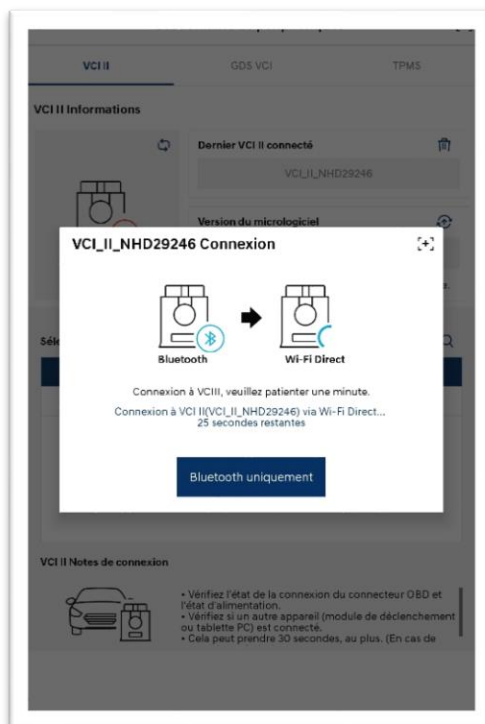 VCI II
GDS VCI
TPMS
VCI II Informations
Dernier VCI II connecté
VCI_II_NHD29246
Version du micrologiciel
VCI_II_NHD29246 Connexion
[+]
Bluetooth
Wi-Fi Direct
Connexion à VCIII, veuillez patienter une minute.
Connexion à VCI II(VCI_II_NHD29246) via Wi-Fi Direct...
25 secondes restantes
Bluetooth uniquement
VCI II Notes de connexion
• Vérifiez l'état de la connexion du connecteur OBD et
l'état d'alimentation.
• Vérifiez si un autre appareil (module de déclenchement
ou tablette PC) est connecté.
• Cela peut prendre 30 secondes, au plus. (En cas de